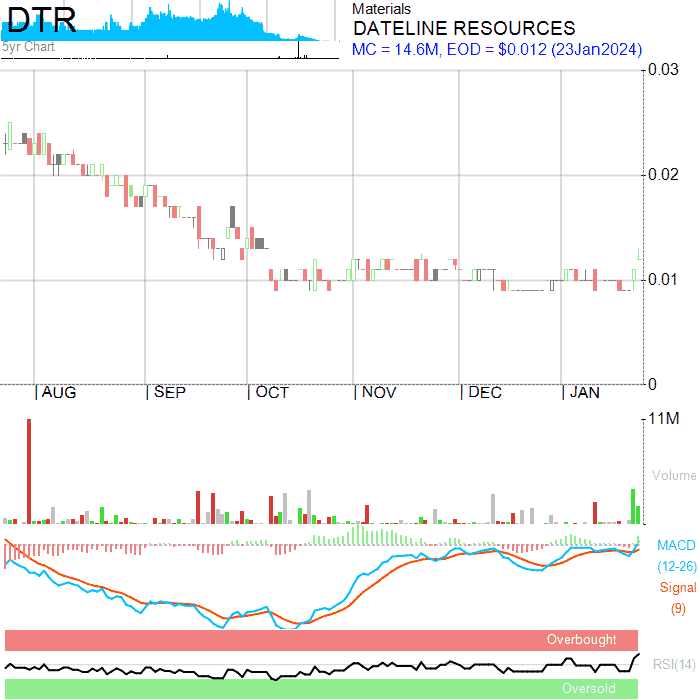 DTR
5yr Chart
Materials
DATELINE RESOURCES
MC = 14.6M, EOD = $0.012 (23Jan2024)
0.03
0.02
0.01
0
AUG SEP OCT NOV DEC JAN
11M
Volume
MACD
(12-26)
Signal
(9)
Overbought
RSI(14)
Oversold